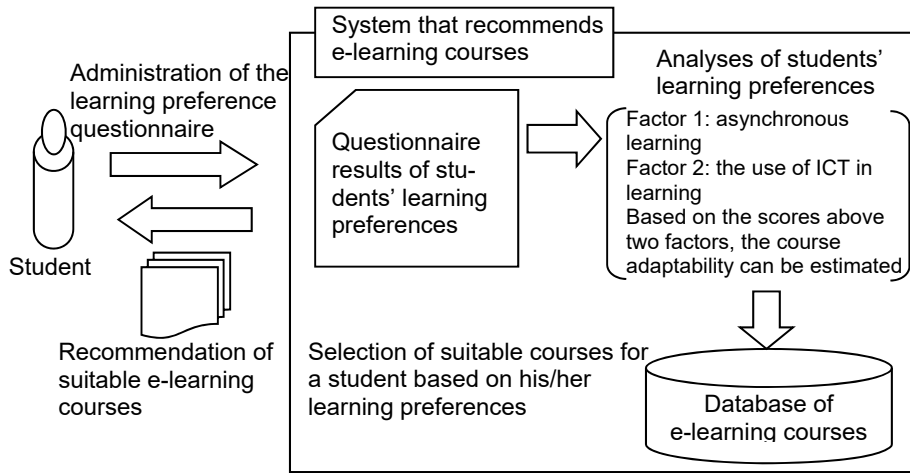 System that recommends
e-learning courses
Administration of the
learning preference
questionnaire
Student
Recommendation of
suitable e-learning
courses
Questionnaire
results of stu-
dents’ learning
preferences
Analyses of students’
learning preferences
Factor 1: asynchronous
learning
Factor 2: the use of ICT in
learning
Based on the scores above
two factors, the course
adaptability can be estimated
Selection of suitable courses for
a student based on his/her
learning preferences
Database of
e-learning courses